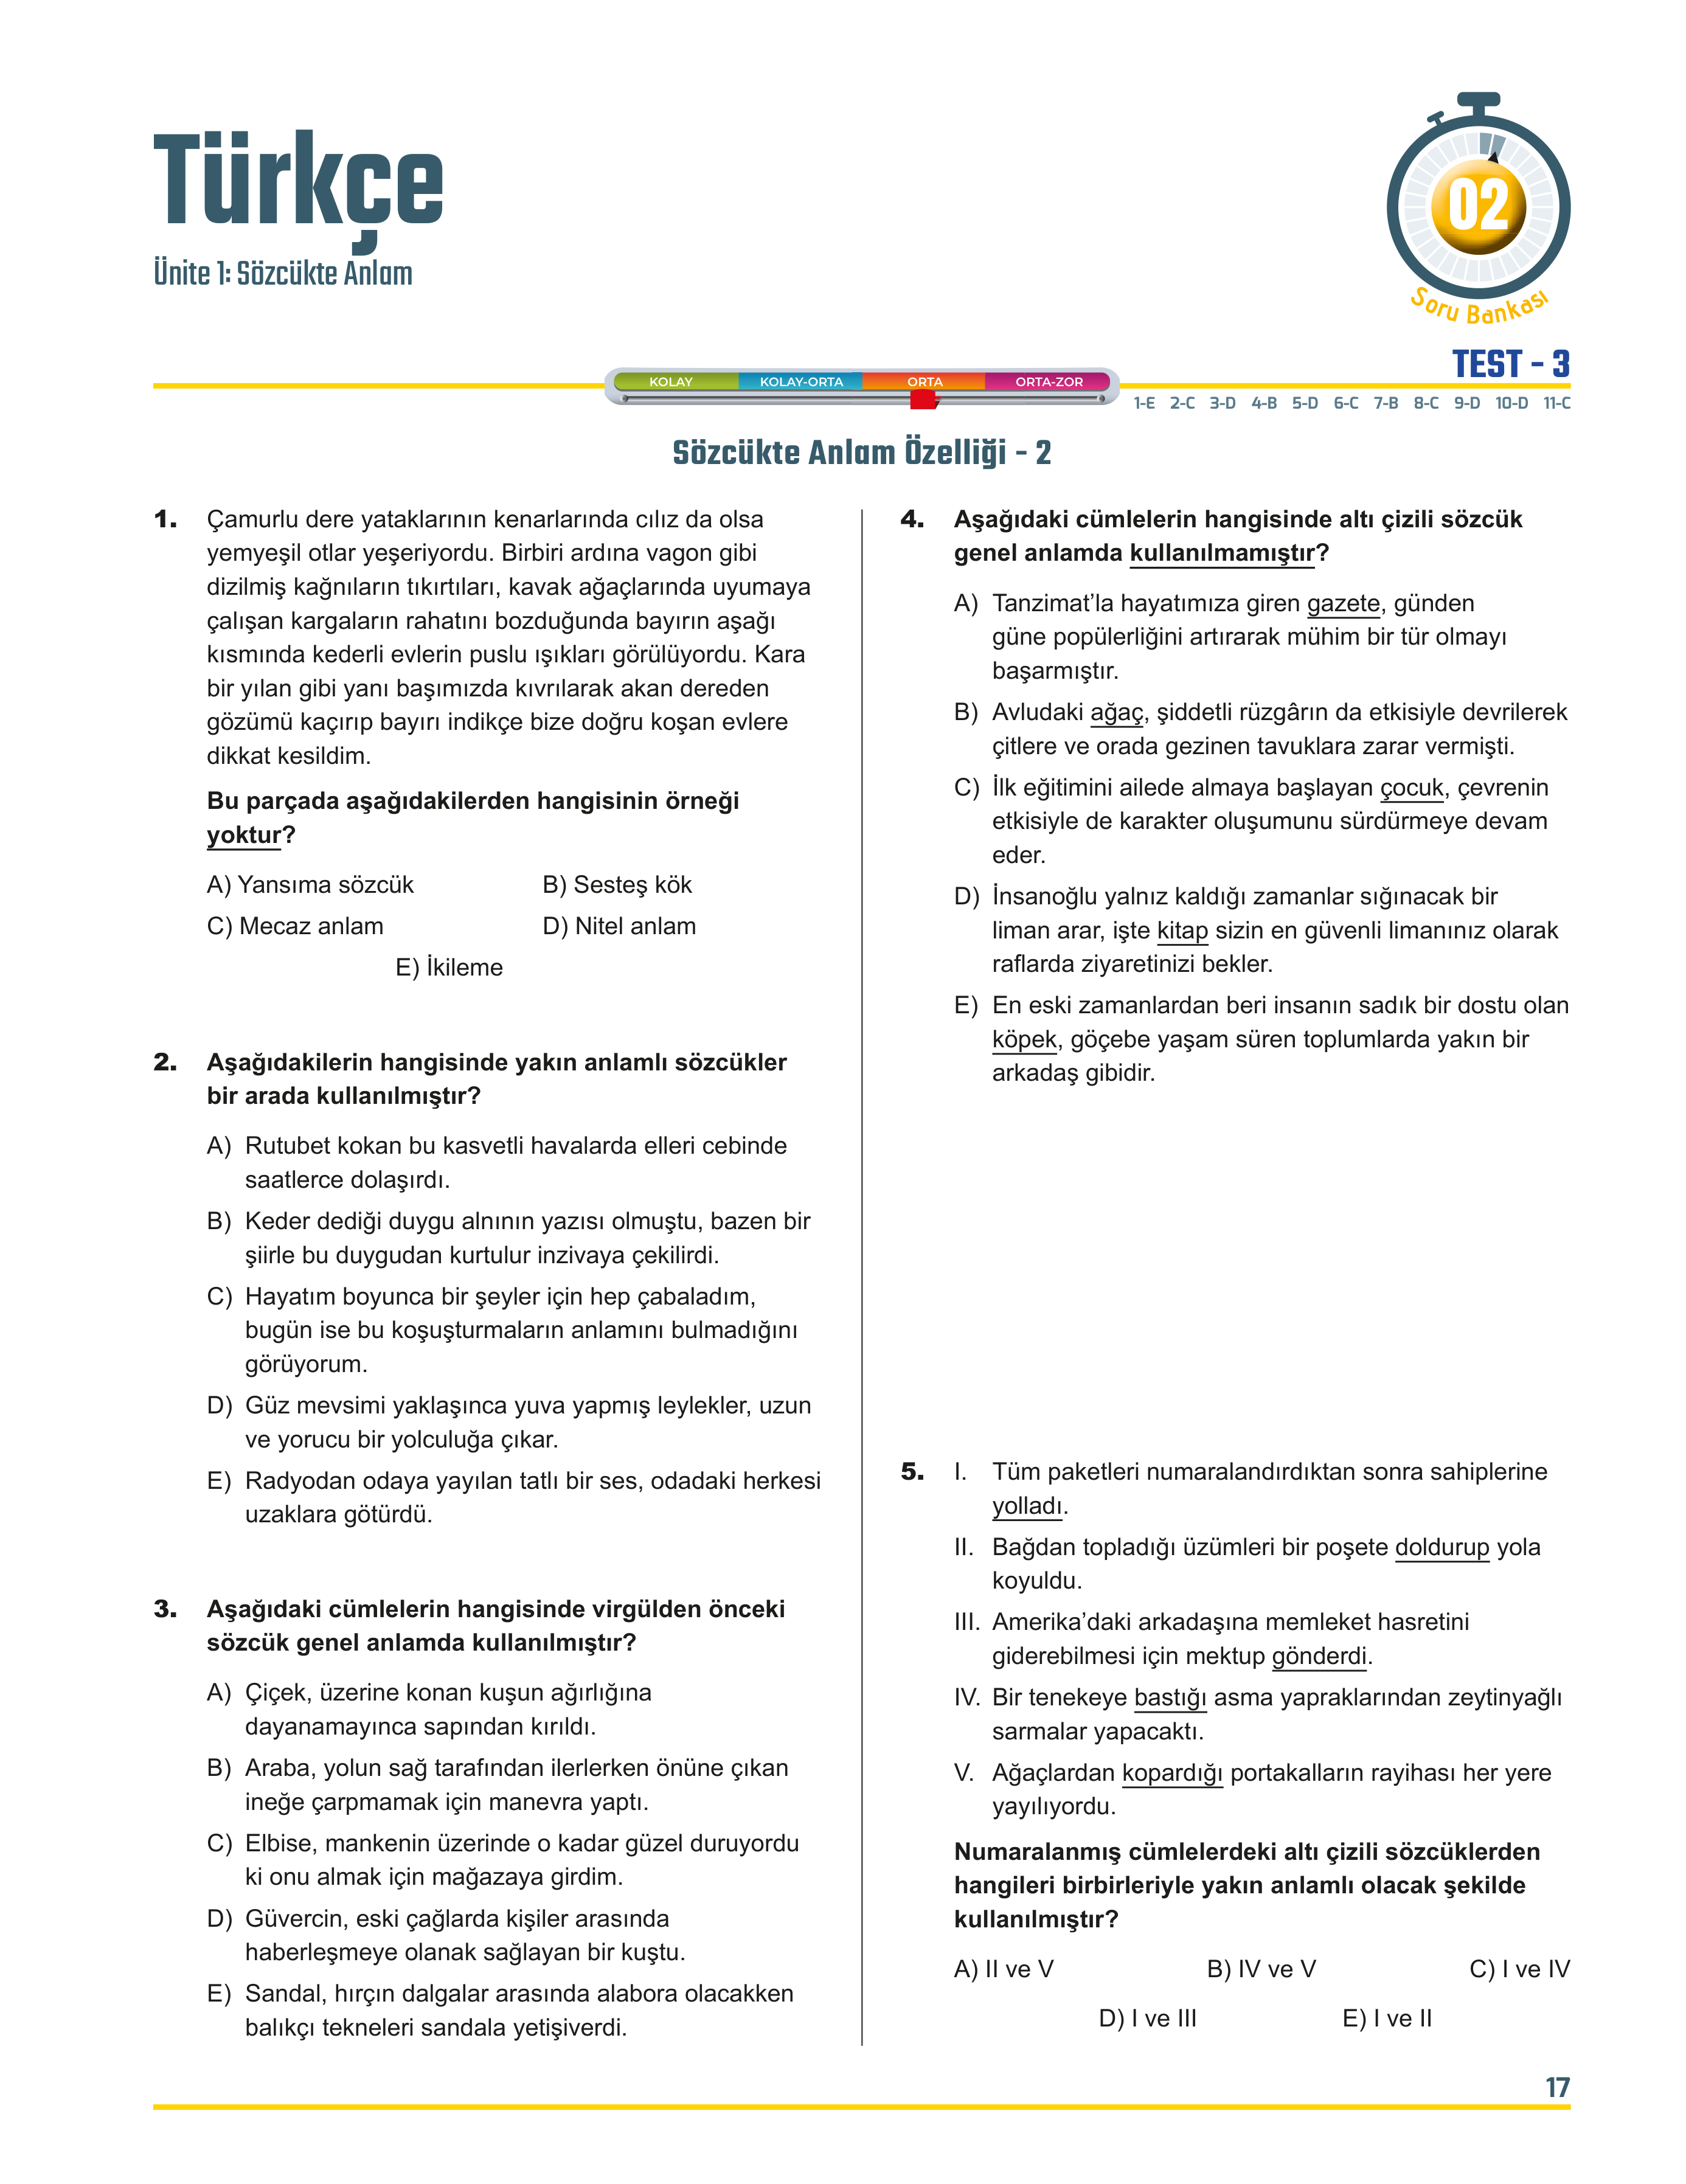 Türkçe
Ünite 1: Sözcükte Anlam
02
Soru Bankası
TEST - 3
KOLAY KOLAY-ORTA ORTA ORTA-ZOR
1-E 2-C 3-D 4-B 5-D 6-C 7-B 8-C 9-D 10-D 11-C
Sözcükte Anlam Özelliği - 2
1. Çamurlu dere yataklarının kenarlarında cılız da olsa
yemyeşil otlar yeşeriyordu. Birbiri ardına vagon gibi
dizilmiş kağnıların tıkırtıları, kavak ağaçlarında uyumaya
çalışan kargaların rahatını bozduğunda bayırın aşağı
kısmında kederli evlerin puslu ışıkları görülüyordu. Kara
bir yılan gibi yanı başımızda kıvrılarak akan dereden
gözümü kaçırıp bayırı indikçe bize doğru koşan evlere
dikkat kesildim.
Bu parçada aşağıdakilerden hangisinin örneği
yoktur?
A) Yansıma sözcük B) Sesteş kök
C) Mecaz anlam D) Nitel anlam
E) İkileme
2. Aşağıdakilerin hangisinde yakın anlamlı sözcükler
bir arada kullanılmıştır?
A) Rutubet kokan bu kasvetli havalarda elleri cebinde
saatlerce dolaşırdı.
B) Keder dediği duygu alnının yazısı olmuştu, bazen bir
şiirle bu duygudan kurtulur inzivaya çekilirdi.
C) Hayatım boyunca bir şeyler için hep çabaladım,
bugün ise bu koşuşturmaların anlamını bulmadığını
görüyorum.
D) Güz mevsimi yaklaşınca yuva yapmış leylekler, uzun
ve yorucu bir yolculuğa çıkar.
E) Radyodan odaya yayılan tatlı bir ses, odadaki herkesi
uzaklara götürdü.
3. Aşağıdaki cümlelerin hangisinde virgülden önceki
sözcük genel anlamda kullanılmıştır?
A) Çiçek, üzerine konan kuşun ağırlığına
dayanamayınca sapından kırıldı.
B) Araba, yolun sağ tarafından ilerlerken önüne çıkan
ineğe çarpmamak için manevra yaptı.
C) Elbise, mankenin üzerinde o kadar güzel duruyordu
ki onu almak için mağazaya girdim.
D) Güvercin, eski çağlarda kişiler arasında
haberleşmeye olanak sağlayan bir kuştu.
E) Sandal, hırçın dalgalar arasında alabora olacakken
balıkçı tekneleri sandala yetişiverdi.
4. Aşağıdaki cümlelerin hangisinde altı çizili sözcük
genel anlamda kullanılmamıştır?
A) Tanzimat’la hayatımıza giren gazete, günden
güne popülerliğini artırarak mühim bir tür olmayı
başarmıştır.
B) Avludaki ağaç, şiddetli rüzgârın da etkisiyle devrilerek
çitlere ve orada gezinen tavuklara zarar vermişti.
C) İlk eğitimini ailede almaya başlayan çocuk, çevrenin
etkisiyle de karakter oluşumunu sürdürmeye devam
eder.
D) İnsanoğlu yalnız kaldığı zamanlar sığınacak bir
liman arar, işte kitap sizin en güvenli limanınız olarak
raflarda ziyaretinizi bekler.
E) En eski zamanlardan beri insanın sadık bir dostu olan
köpek, göçebe yaşam süren toplumlarda yakın bir
arkadaş gibidir.
5. I. Tüm paketleri numaralandırdıktan sonra sahiplerine
yolladı.
II. Bağdan topladığı üzümleri bir poşete doldurup yola
koyuldu.
III. Amerika’daki arkadaşına memleket hasretini
giderebilmesi için mektup gönderdi.
IV. Bir tenekeye bastığı asma yapraklarından zeytinyağlı
sarmalar yapacaktı.
V. Ağaçlardan kopardığı portakalların rayihası her yere
yayılıyordu.
Numaralanmış cümlelerdeki altı çizili sözcüklerden
hangileri birbirleriyle yakın anlamlı olacak şekilde
kullanılmıştır?
A) II ve V B) IV ve V C) I ve IV
D) I ve III E) I ve II
17